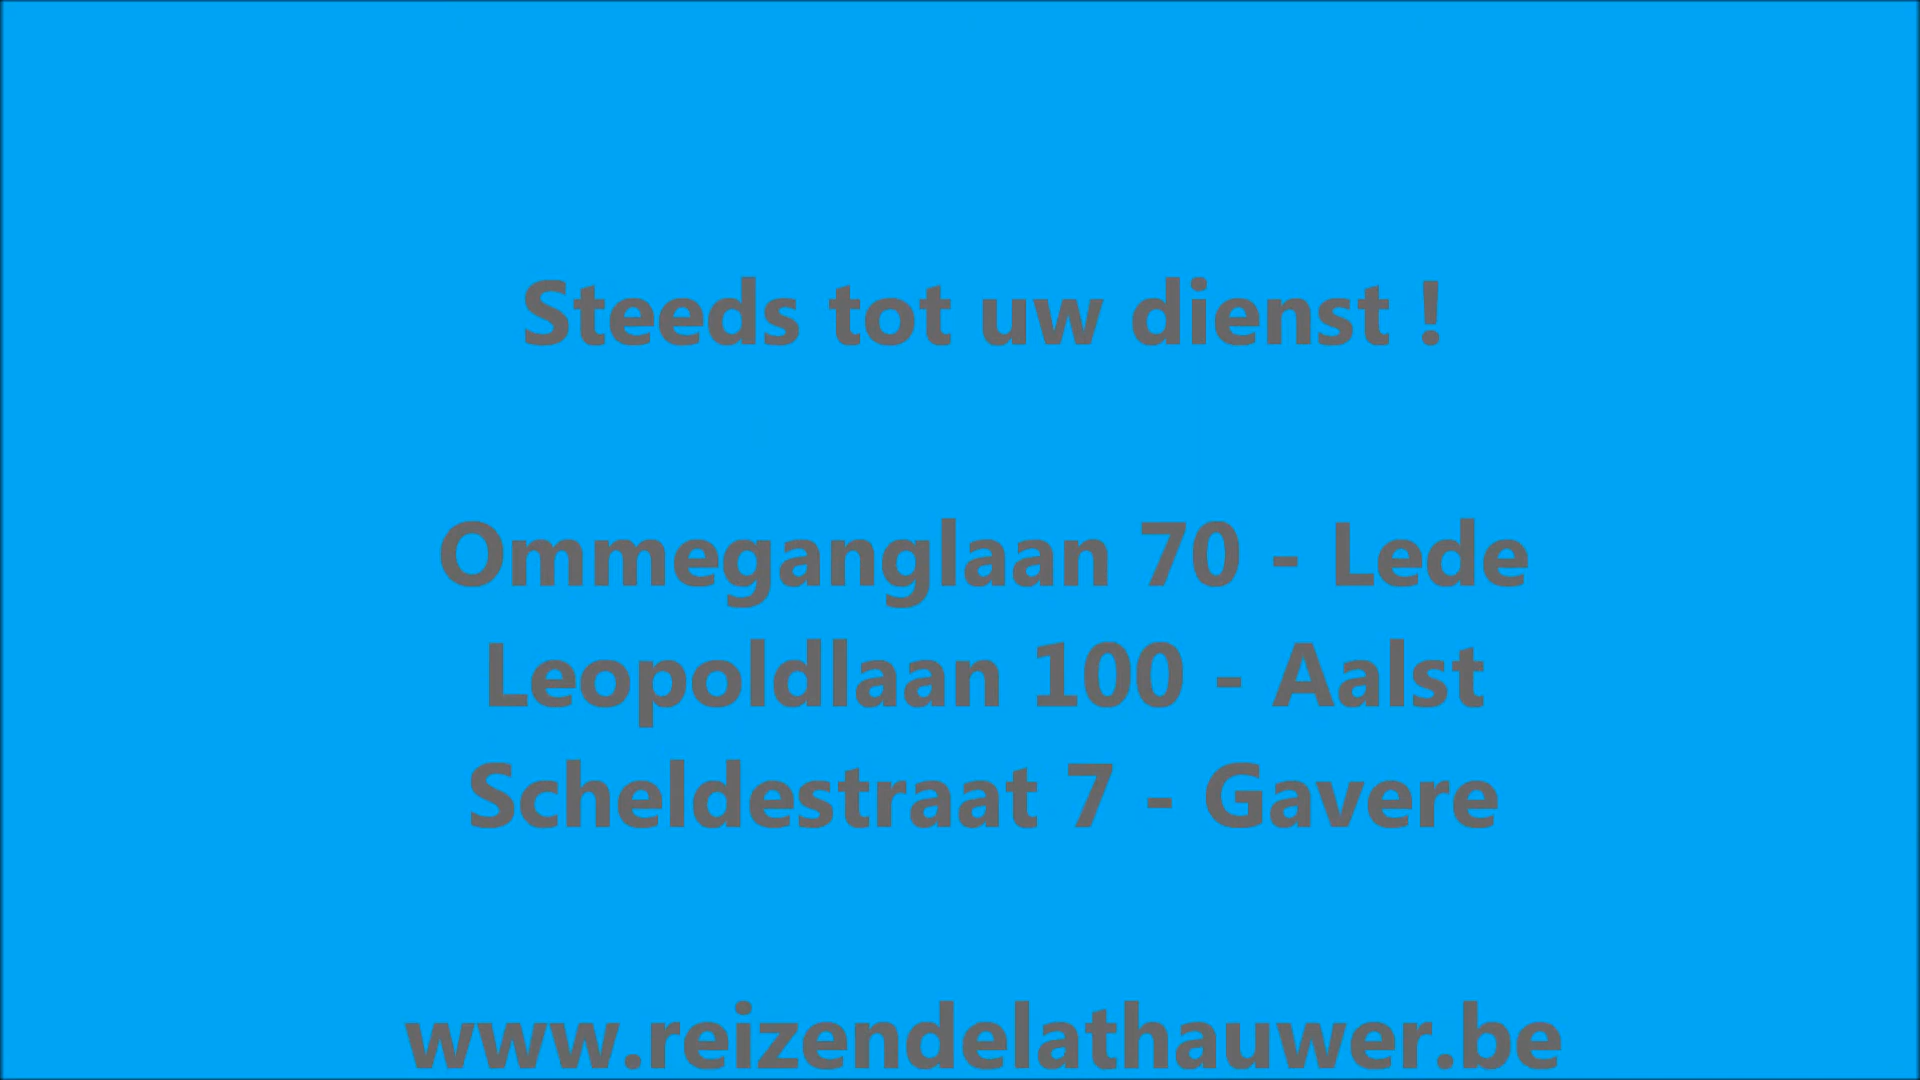 Steeds tot uw dienst !
Ommeganglaan 70 - Lede
Leopoldlaan 100 - Aalst
Scheldestraat 7 - Gavere
www.reizendelathauwer.be